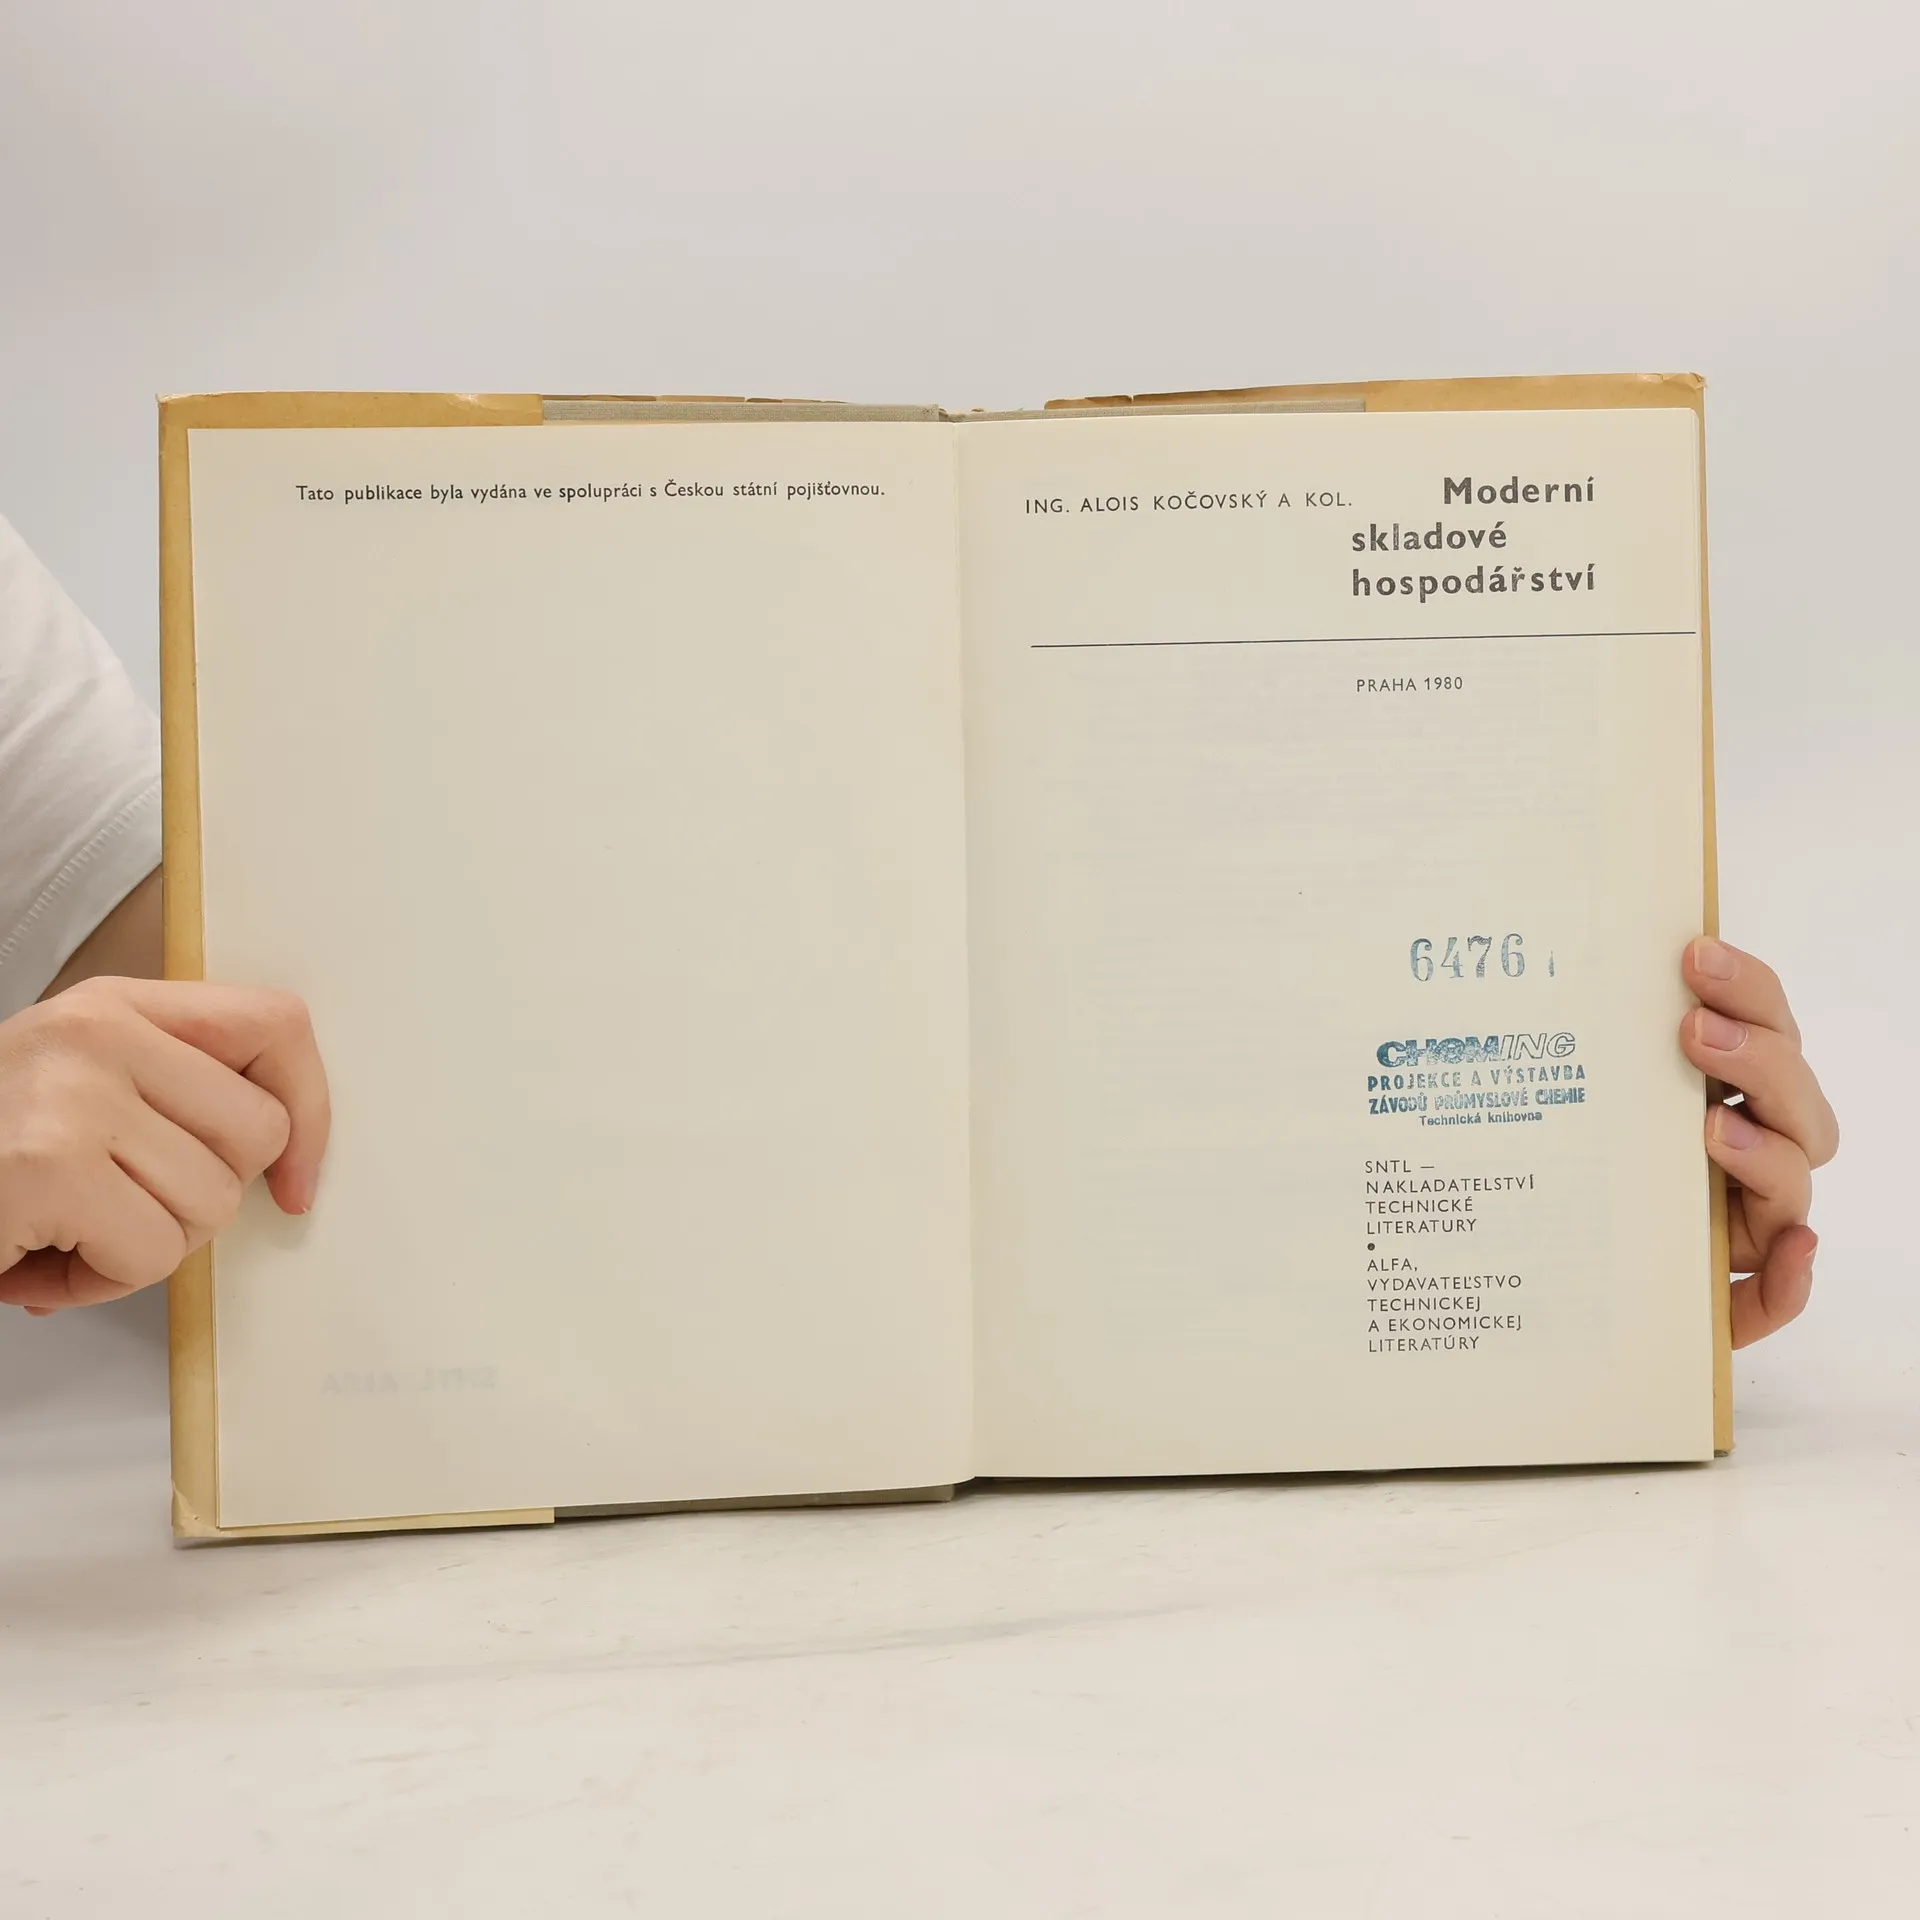 Tato publikace byla vydána ve spolupráci s Českou státní pojišťovnou.
ING. ALOIS KOČOVSKÝ A KOL.
Moderní
skladové
hospodářství
PRAHA 1980
6476
CHEMING
PROJEKCE A VÝSTAVBA
ZÁVODŮ PRŮMYSLOVÉ CHEMIE
Technická knihovna
SNTL —
NAKLADATELSTVÍ
TECHNICKÉ
LITERATURY
●
ALFA,
VYDAVATEĽSTVO
TECHNICKEJ
A EKONOMICKEJ
LITERATÚRY